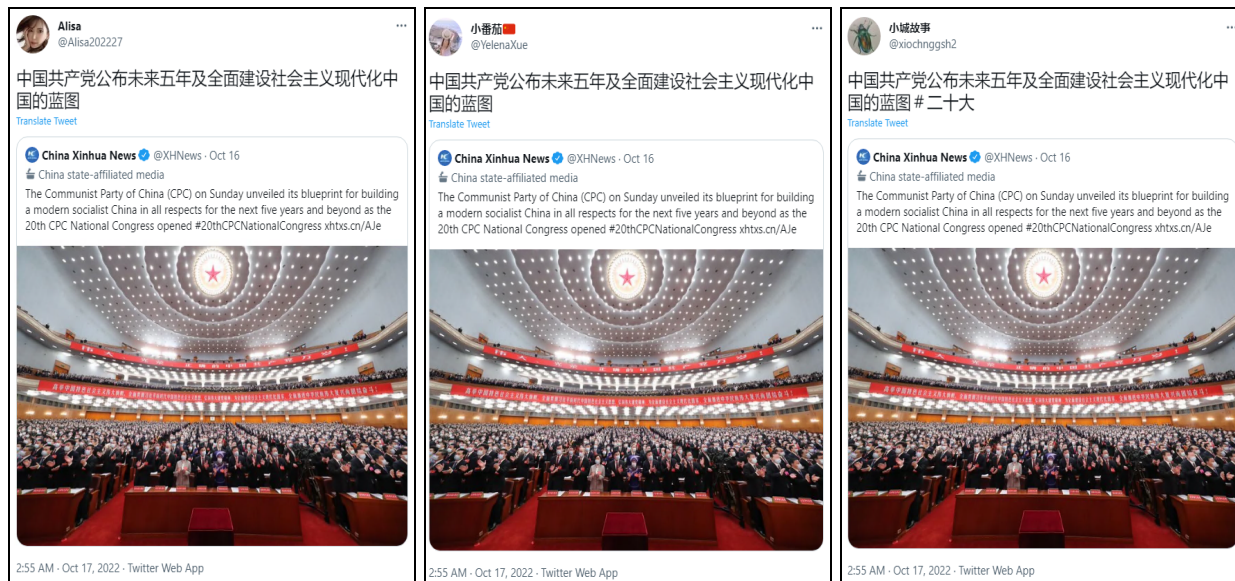 Alisa
@Alisa202227
中国共产党公布未来五年及全面建设社会主义现代化中
国的蓝图
Translate Tweet
China Xinhua News @XHNews · Oct 16
China state-affiliated media
The Communist Party of China (CPC) on Sunday unveiled its blueprint for building
a modern socialist China in all respects for the next five years and beyond as the
20th CPC National Congress opened #20thCPCNationalCongress xhtxs.cn/AJe
2:55 AM · Oct 17, 2022 · Twitter Web App
小番茄🇨🇳
@YelenaXue
中国共产党公布未来五年及全面建设社会主义现代化中
国的蓝图
Translate Tweet
China Xinhua News @XHNews · Oct 16
China state-affiliated media
The Communist Party of China (CPC) on Sunday unveiled its blueprint for building
a modern socialist China in all respects for the next five years and beyond as the
20th CPC National Congress opened #20thCPCNationalCongress xhtxs.cn/AJe
2:55 AM · Oct 17, 2022 · Twitter Web App
小城故事
@xiochnggsh2
中国共产党公布未来五年及全面建设社会主义现代化中
国的蓝图＃二十大
Translate Tweet
China Xinhua News @XHNews · Oct 16
China state-affiliated media
The Communist Party of China (CPC) on Sunday unveiled its blueprint for building
a modern socialist China in all respects for the next five years and beyond as the
20th CPC National Congress opened #20thCPCNationalCongress xhtxs.cn/AJe
2:55 AM · Oct 17, 2022 · Twitter Web App